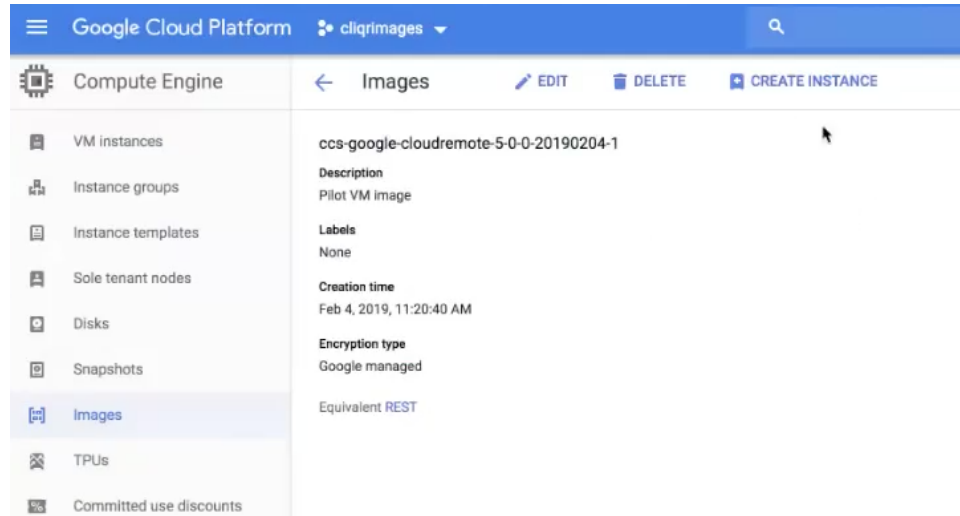 Google Cloud Platform cliqrimages
Compute Engine
Images EDIT DELETE CREATE INSTANCE
VM instances
Instance groups
Instance templates
Sole tenant nodes
Disks
Snapshots
Images
TPUs
Committed use discounts
ccs-google-cloudremote-5-0-0-20190204-1
Description
Pilot VM image
Labels
None
Creation time
Feb 4, 2019, 11:20:40 AM
Encryption type
Google managed
Equivalent REST